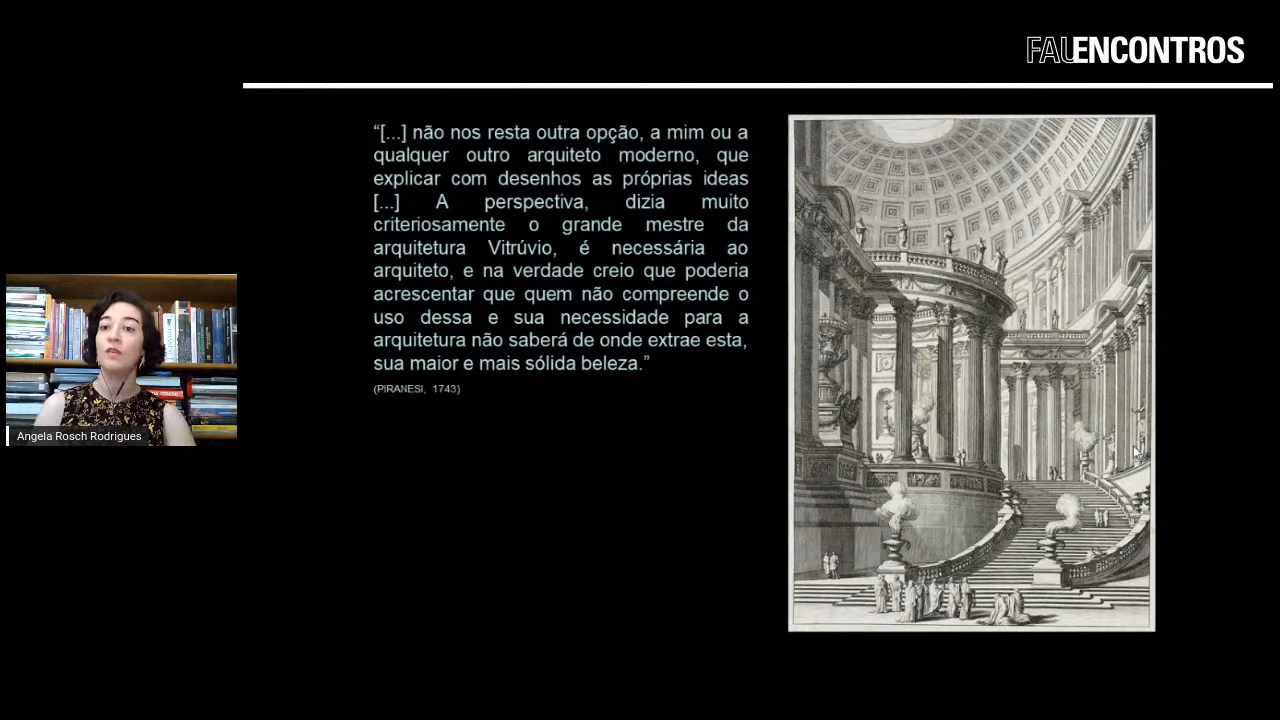 FAUENCONTROS
“[...] não nos resta outra opção, a mim ou a
qualquer outro arquiteto moderno, que
explicar com desenhos as próprias ideas
[...] A perspectiva, dizia muito
criteriosamente o grande mestre da
arquitetura Vitrúvio, é necessária ao
arquiteto, e na verdade creio que poderia
acrescentar que quem não compreende o
uso dessa e sua necessidade para a
arquitetura não saberá de onde extrae esta,
sua maior e mais sólida beleza.”
(PIRANESI, 1743)
Angela Rosch Rodrigues